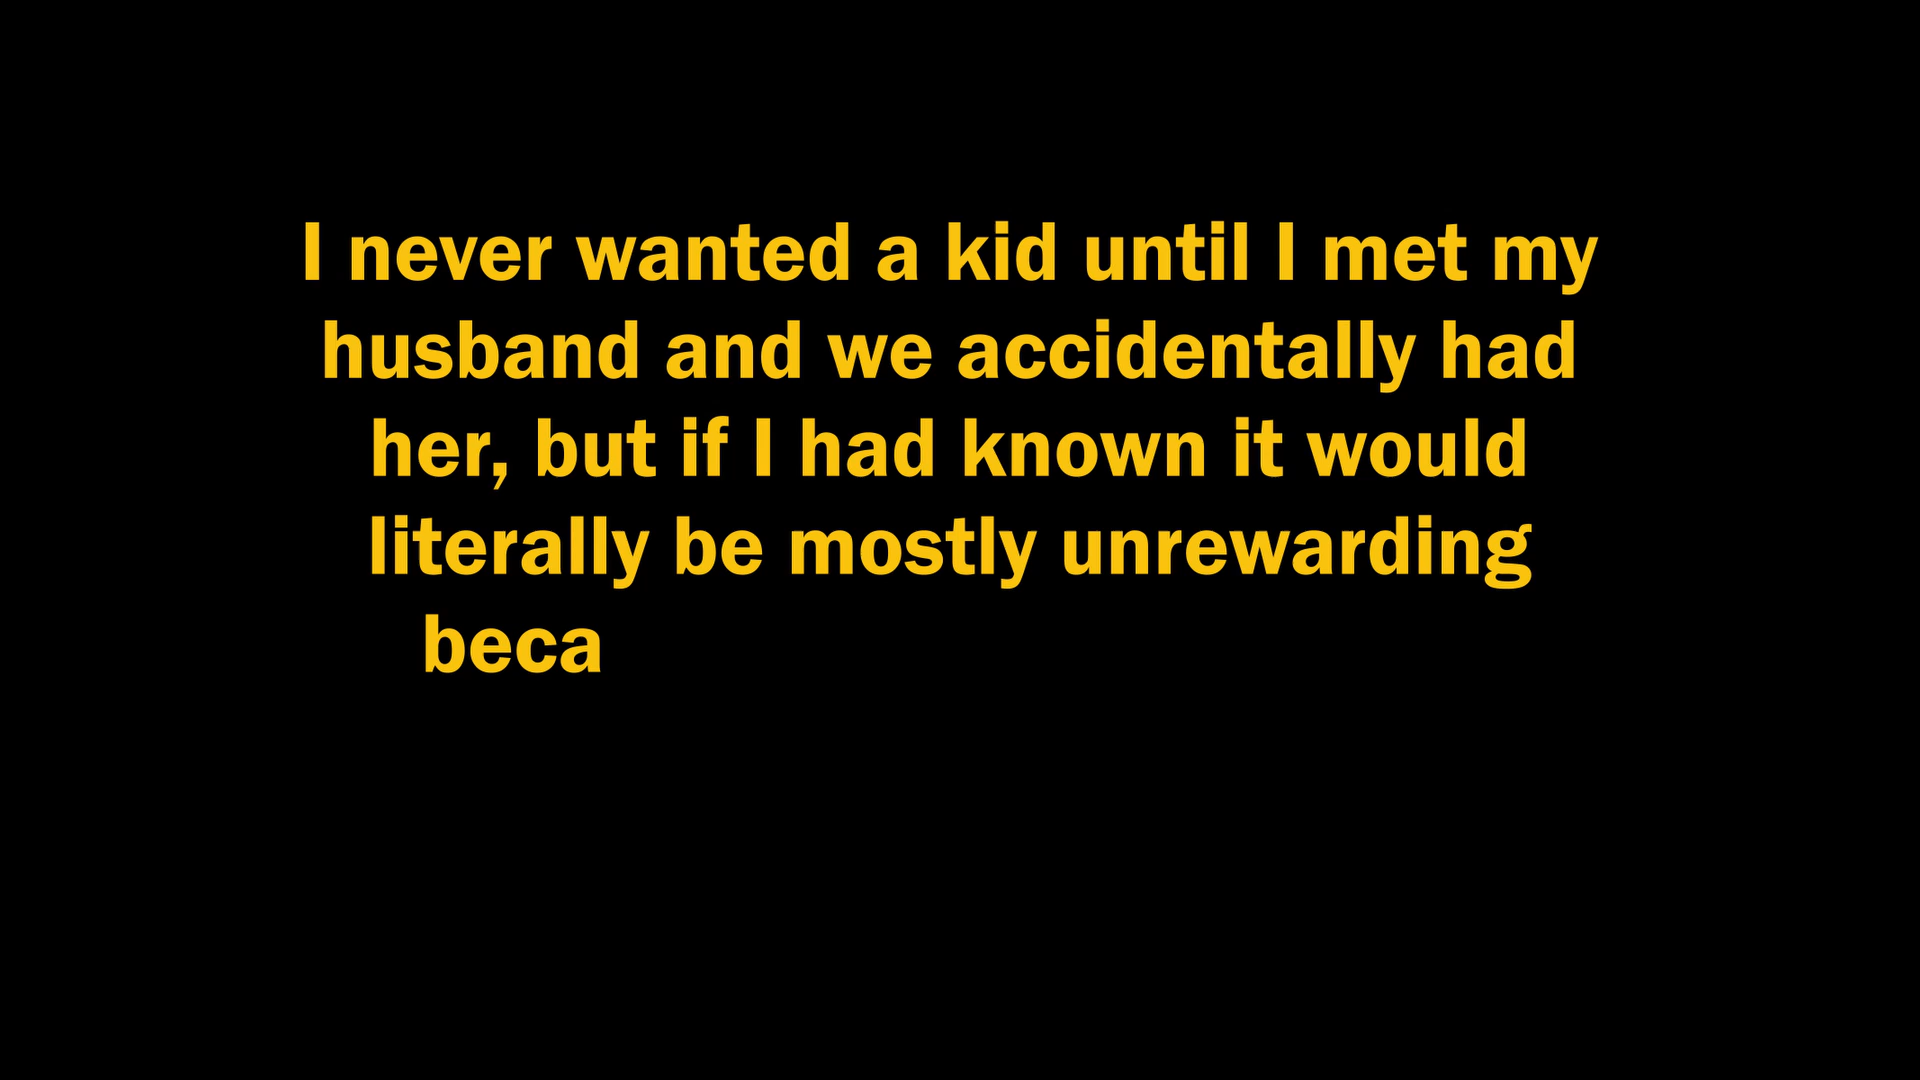 I never wanted a kid until I met my
husband and we accidentally had
her, but if I had known it would
literally be mostly unrewarding
beca